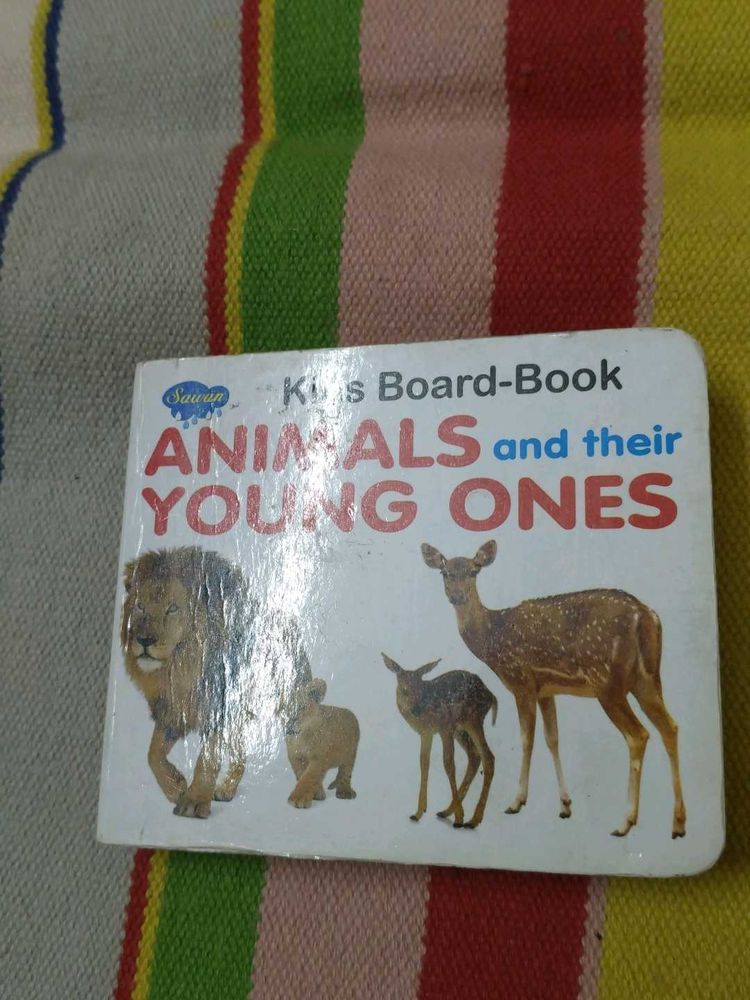 Sawan
Kids Board-Book
ANIMALS and their
YOUNG ONES